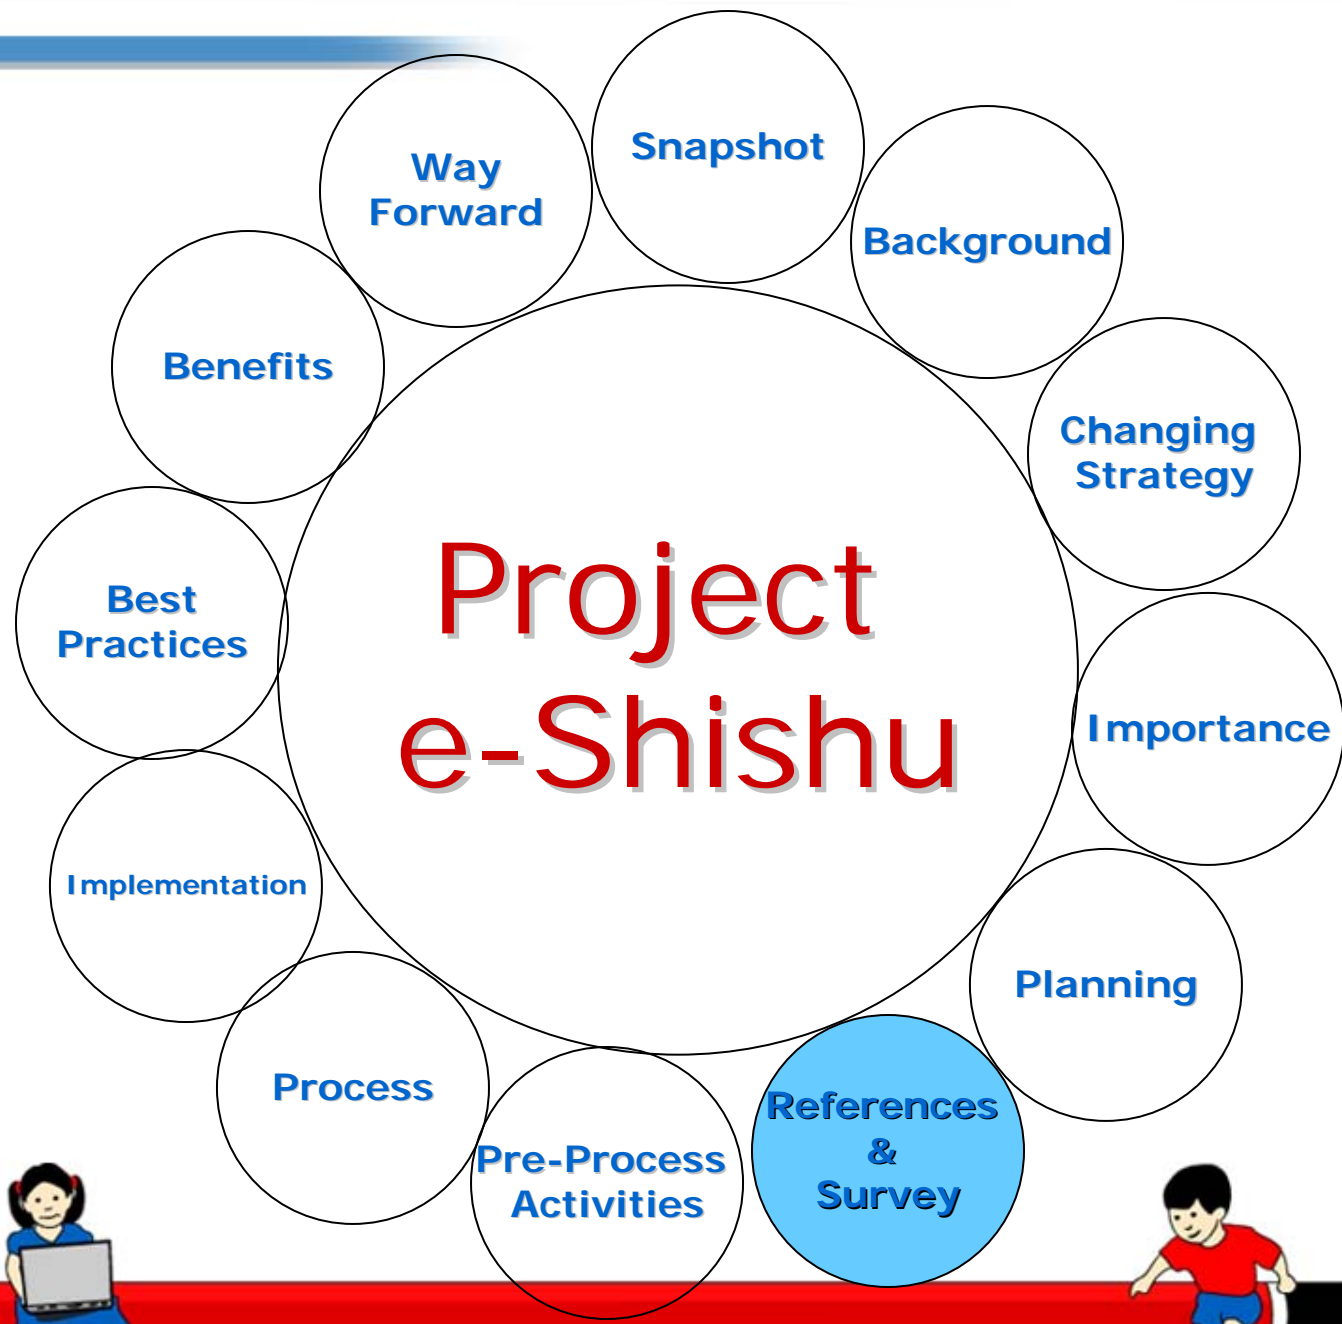 Snapshot
Background
Changing
Strategy
Importance
Planning
References
&
Survey
Pre-Process
Activities
Process
Implementation
Best
Practices
Benefits
Way
Forward
Project
e-Shishu